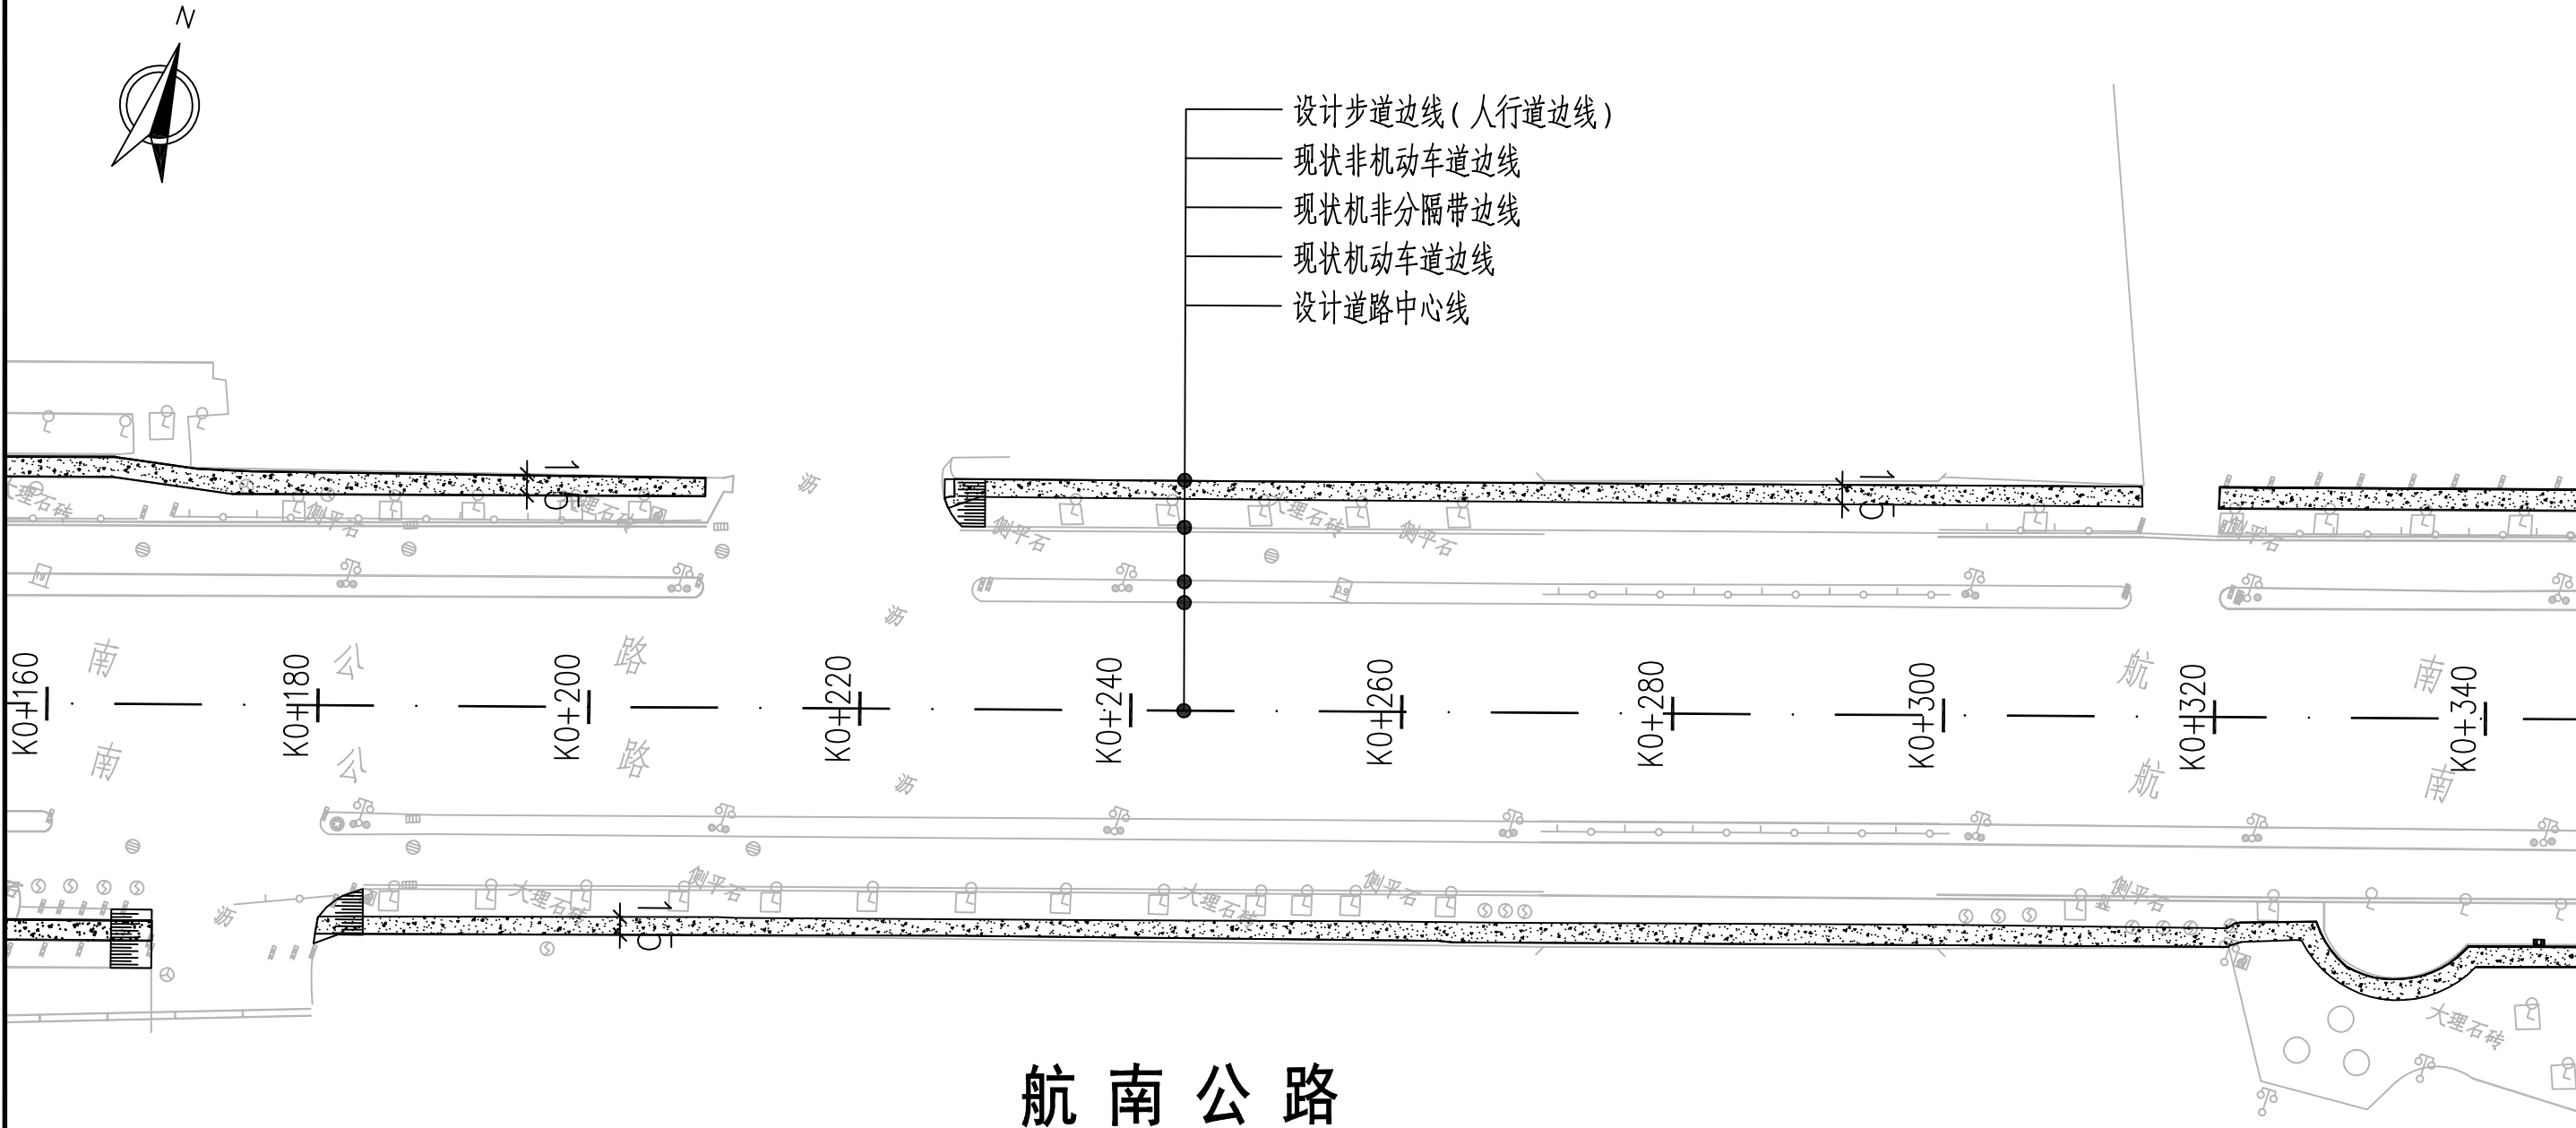 N
设计步道边线(人行道边线)
现状非机动车道边线
现状机非分隔带边线
现状机动车道边线
设计道路中心线
大理石砖
侧平石
大理石砖
沥
侧平石
大理石砖
侧平石
侧平石
1.5
1.5
沥
南
公
路
航
南
K0+160
K0+180
K0+200
K0+220
K0+240
K0+260
K0+280
K0+300
K0+320
K0+340
南
公
路
沥
航
南
沥
大理石砖
侧平石
大理石砖
侧平石
侧平石
1.5
大理石砖
航南公路